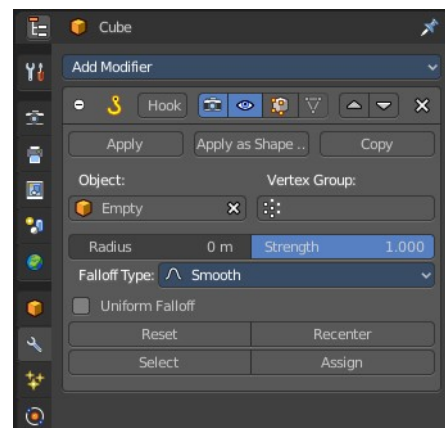 Cube
Add Modifier
Hook
Apply Apply as Shape .. Copy
Object: Vertex Group:
Empty
Radius 0 m Strength 1.000
Falloff Type: Smooth
Uniform Falloff
Reset Recenter
Select Assign